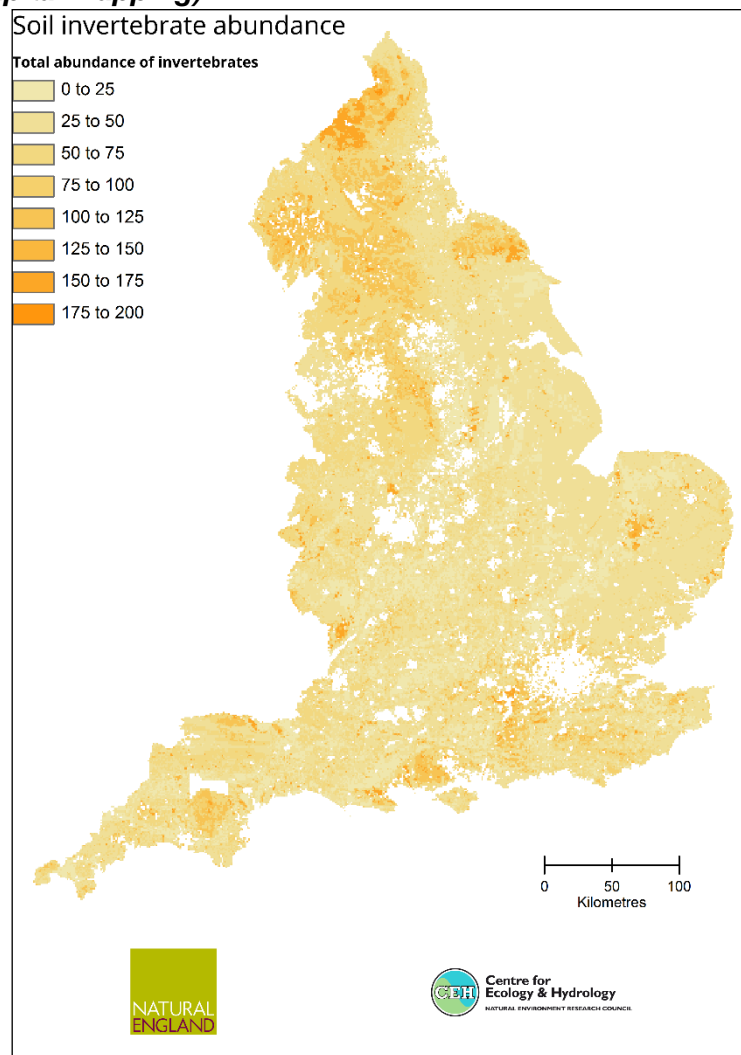 pping)
Soil invertebrate abundance
Total abundance of invertebrates
0 to 25
25 to 50
50 to 75
75 to 100
100 to 125
125 to 150
150 to 175
175 to 200
0 50 100
Kilometres
NATURAL
ENGLAND
CEH
Centre for
Ecology & Hydrology
NATURAL ENVIRONMENT RESEARCH COUNCIL